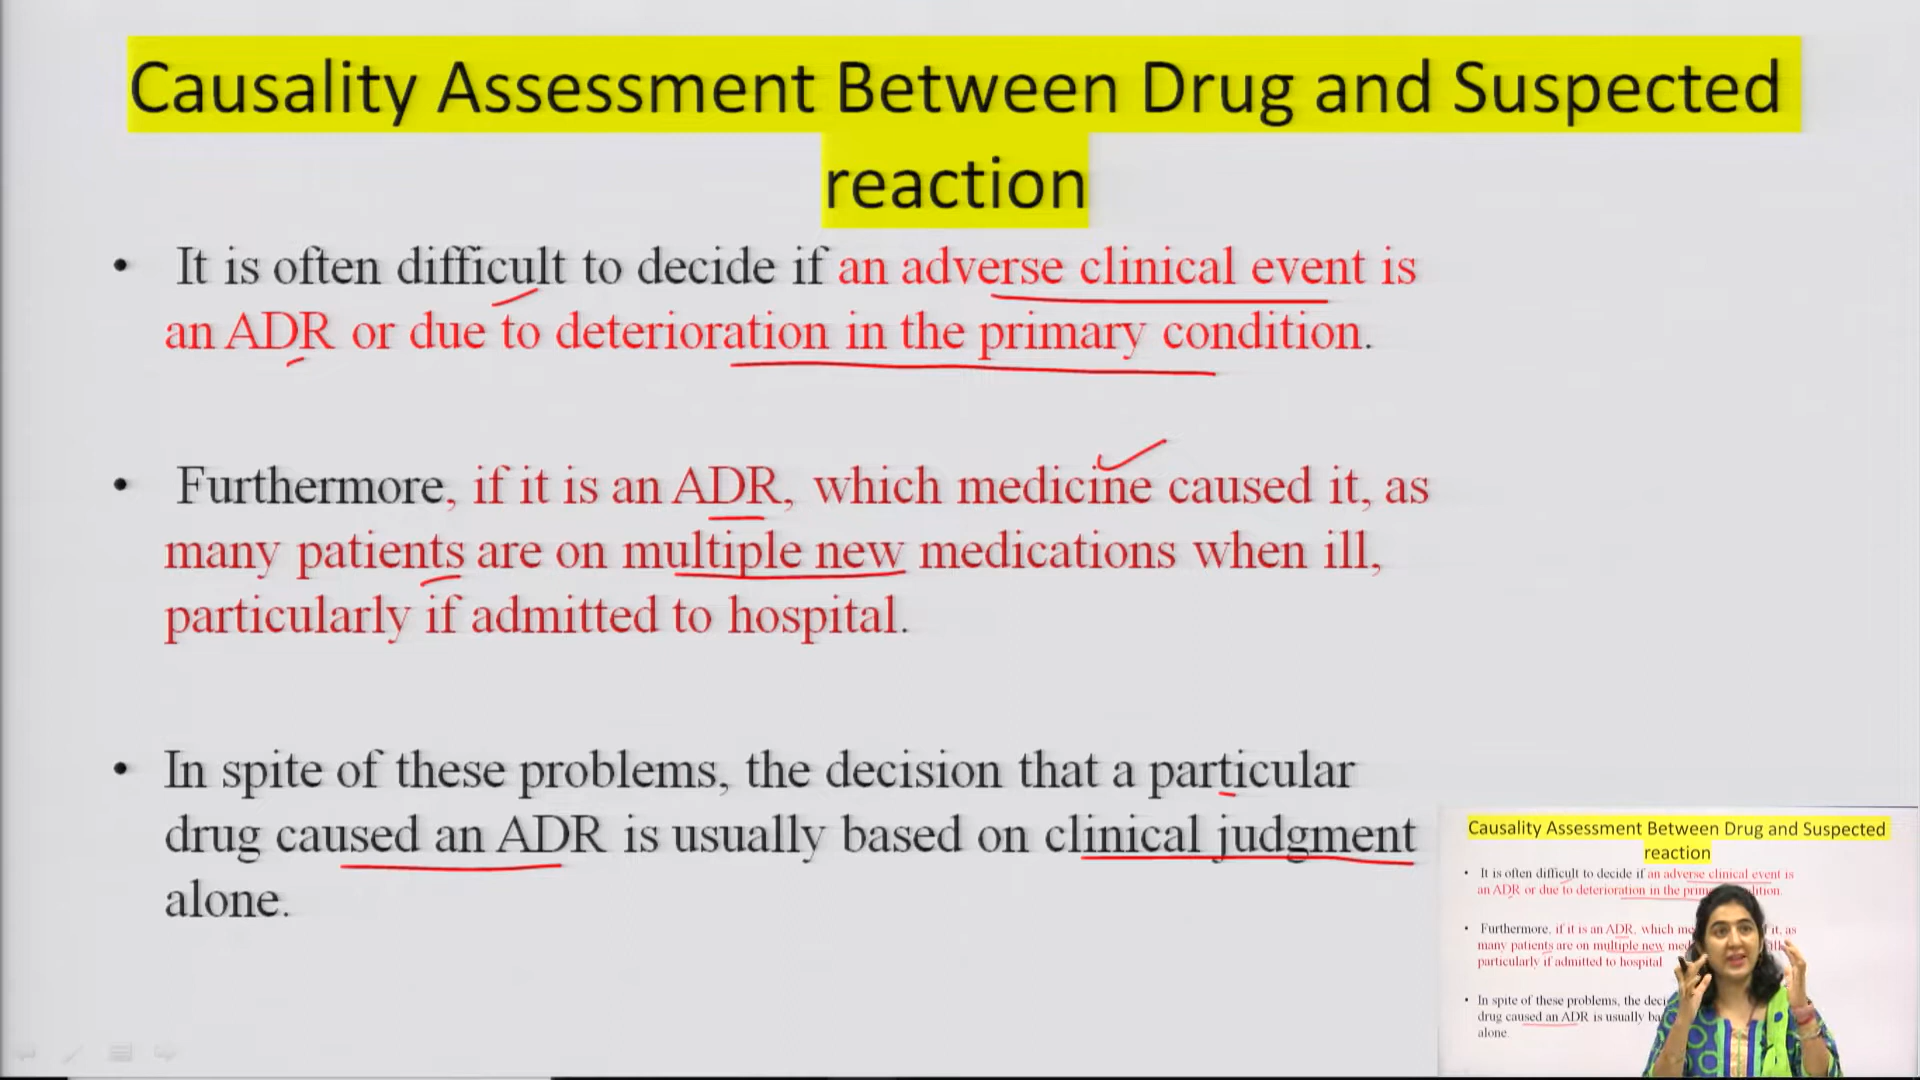 Causality Assessment Between Drug and Suspected
reaction
• It is often difficult to decide if an adverse clinical event is
an ADR or due to deterioration in the primary condition.
• Furthermore, if it is an ADR, which medicine caused it, as
many patients are on multiple new medications when ill,
particularly if admitted to hospital.
• In spite of these problems, the decision that a particular
drug caused an ADR is usually based on clinical judgment
alone.
Causality Assessment Between Drug and Suspected
reaction
• It is often difficult to decide if an adverse clinical event is
an ADR or due to deterioration in the
• Furthermore, if it is an ADR, which it, as
many patients are on multiple new
particularly if admitted to hospital
• In spite of these problems, the
drug caused an ADR is usually
alone.